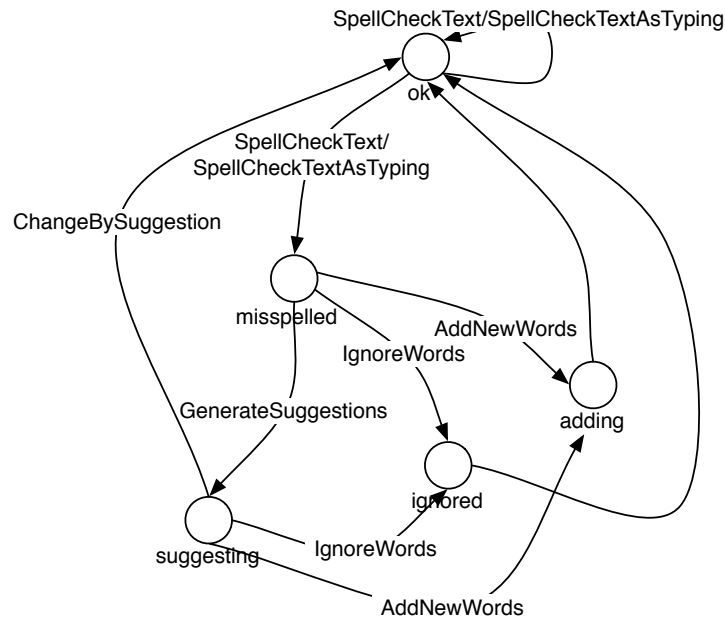 SpellCheckText/SpellCheckTextAsTyping
ok
SpellCheckText/
SpellCheckTextAsTyping
ChangeBySuggestion
misspelled
AddNewWords
IgnoreWords
GenerateSuggestions
adding
ignored
IgnoreWords
suggesting
AddNewWords